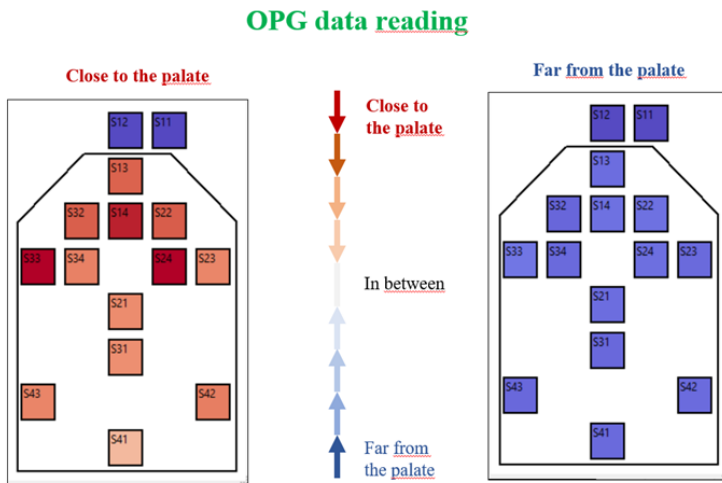 OPG data reading
Close to the palate
Far from the palate
Close to
the palate
In between
Far from
the palate
S12 S11
S13
S32 S14 S22
S33 S34 S24 S23
S21
S31
S43 S42
S41
S12 S11
S13
S32 S14 S22
S33 S34 S24 S23
S21
S31
S43 S42
S41